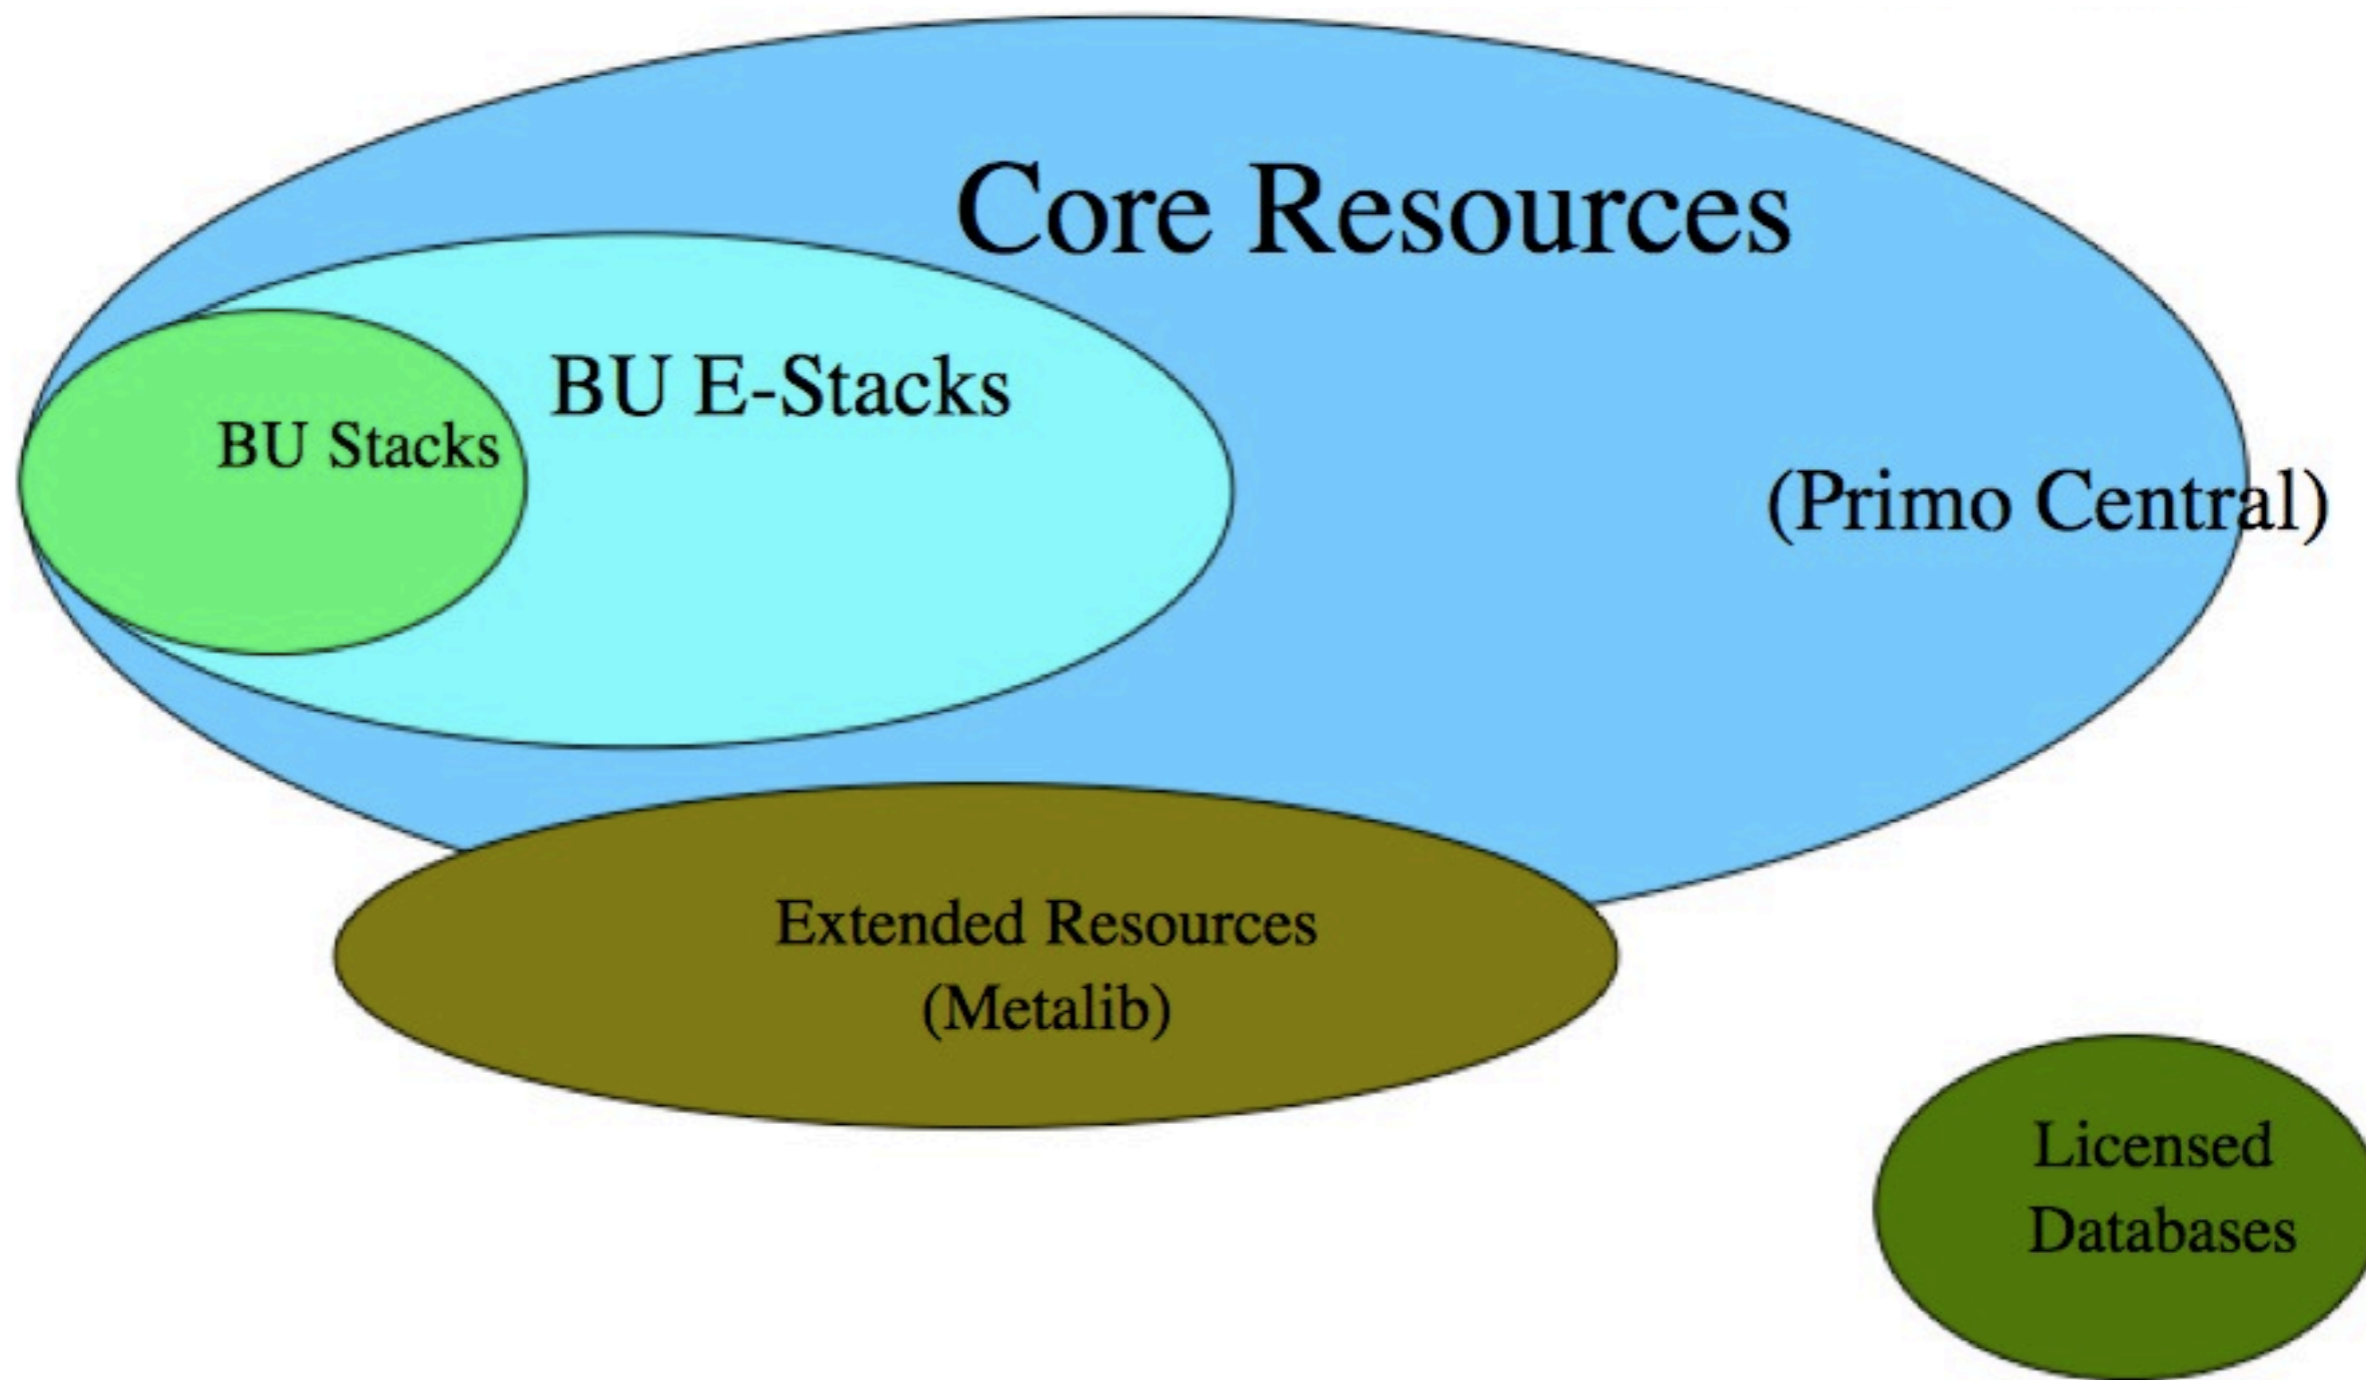 Core Resources
BU E-Stacks
BU Stacks
(Primo Central)
Extended Resources
(Metalib)
Licensed
Databases